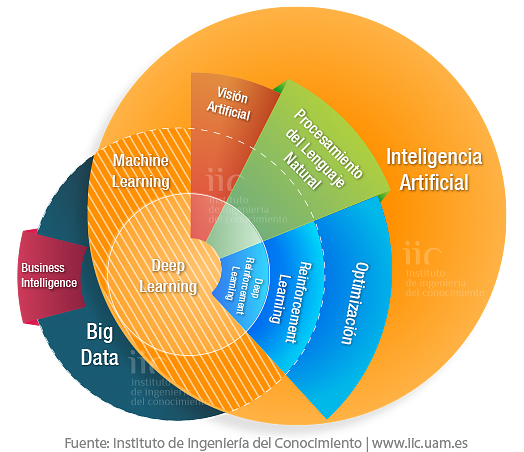 Visión
Artificial
Procesamiento
del Lenguaje
Natural
Inteligencia
Artificial
Machine
Learning
Deep
Learning
Deep
Reinforcement
Learning
Reinforcement
Learning
Optimización
Business
Intelligence
Big
Data
iic
instituto
de ingeniería
del conocimiento
iic
instituto
de ingeniería
del conocimiento
iic
instituto
de ingeniería
del conocimiento
Fuente: Instituto de Ingeniería del Conocimiento | www.iic.uam.es